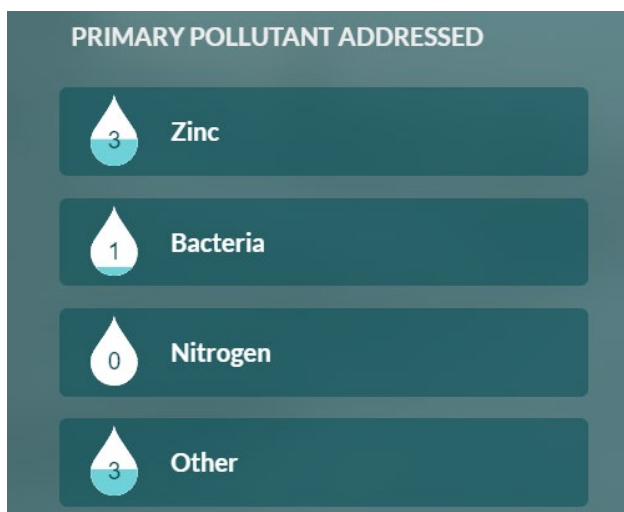 PRIMARY POLLUTANT ADDRESSED
3 Zinc
1 Bacteria
0 Nitrogen
3 Other